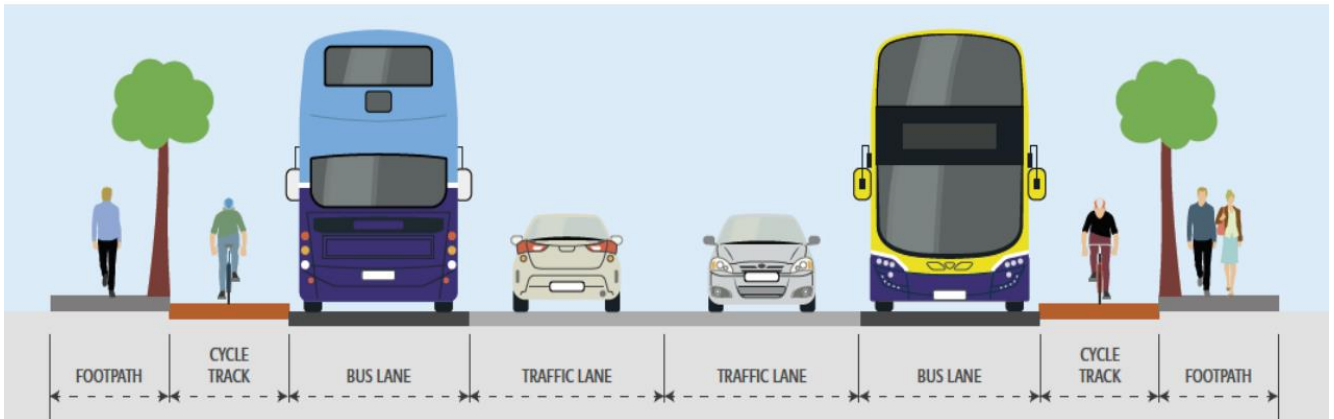 FOOTPATH
CYCLE
TRACK
BUS LANE
TRAFFIC LANE
TRAFFIC LANE
BUS LANE
CYCLE
TRACK
FOOTPATH